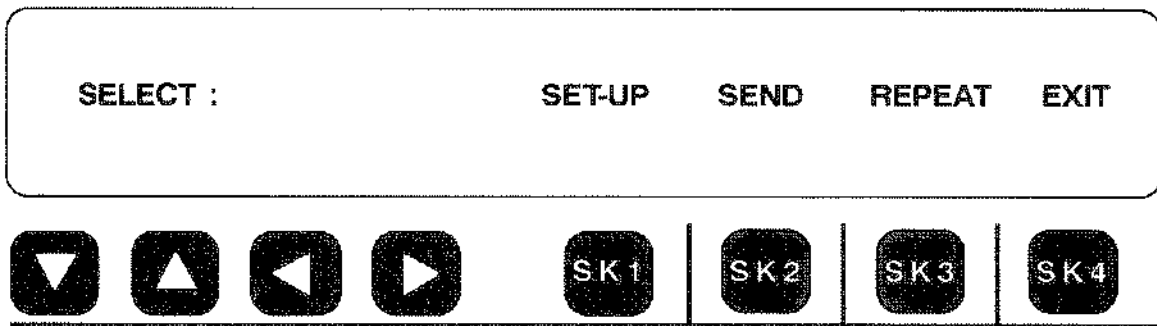 SELECT : SET-UP SEND REPEAT EXIT
SK1 SK2 SK3 SK4